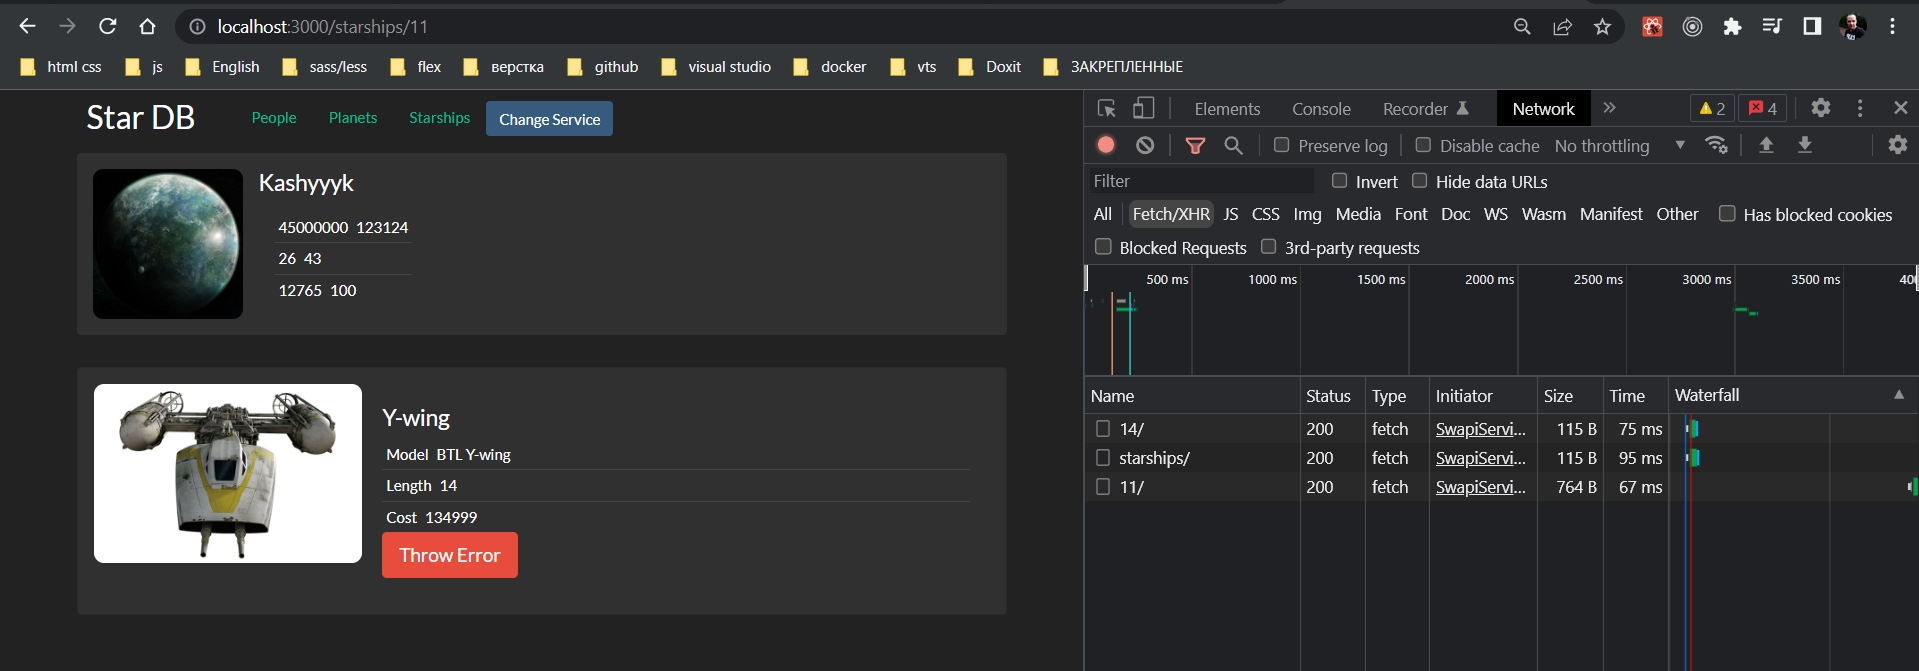 localhost:3000/starships/11
html css js English sass/less flex верстка github visual studio docker vts Doxit ЗАКРЕПЛЕННЫЕ
Star DB People Planets Starships Change Service
Kashyyyk
45000000 123124
26 43
12765 100
Y-wing
Model BTL Y-wing
Length 14
Cost 134999
Throw Error
Elements Console Recorder Network 2 4
Preserve log Disable cache No throttling
Filter Invert Hide data URLs
All Fetch/XHR JS CSS Img Media Font Doc WS Wasm Manifest Other Has blocked cookies
Blocked Requests 3rd-party requests
500 ms 1000 ms 1500 ms 2000 ms 2500 ms 3000 ms 3500 ms
Name Status Type Initiator Size Time Waterfall
14/ 200 fetch SwapiServi... 115 B 75 ms
starships/ 200 fetch SwapiServi... 115 B 95 ms
11/ 200 fetch SwapiServi... 764 B 67 ms